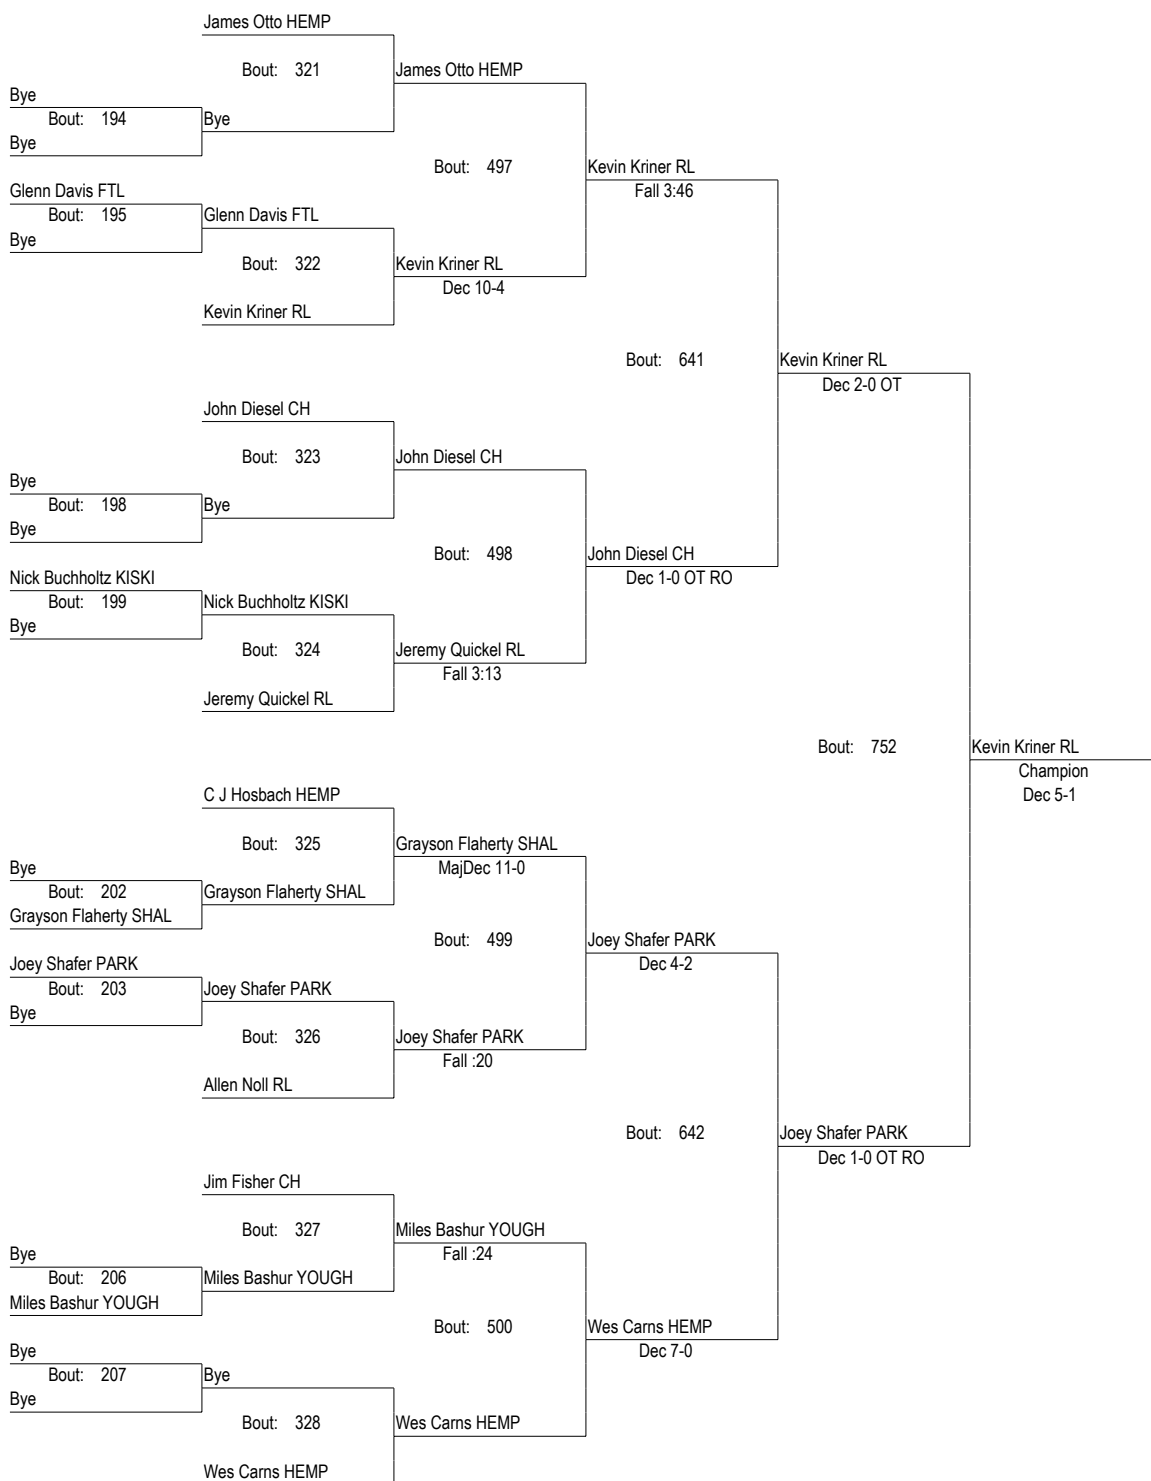 James Otto HEMP
Bout: 321
James Otto HEMP
Bye
Bout: 194
Bye
Bye
Bout: 497
Kevin Kriner RL
Fall 3:46
Glenn Davis FTL
Bout: 195
Glenn Davis FTL
Bye
Bout: 322
Kevin Kriner RL
Dec 10-4
Kevin Kriner RL
Bout: 641
Kevin Kriner RL
Dec 2-0 OT
John Diesel CH
Bout: 323
John Diesel CH
Bye
Bout: 198
Bye
Bye
Bout: 498
John Diesel CH
Dec 1-0 OT RO
Nick Buchholtz KISKI
Bout: 199
Nick Buchholtz KISKI
Bye
Bout: 324
Jeremy Quickel RL
Fall 3:13
Jeremy Quickel RL
Bout: 752
Kevin Kriner RL
Champion
Dec 5-1
C J Hosbach HEMP
Bout: 325
Grayson Flaherty SHAL
MajDec 11-0
Bye
Bout: 202
Grayson Flaherty SHAL
Grayson Flaherty SHAL
Bout: 499
Joey Shafer PARK
Dec 4-2
Joey Shafer PARK
Bout: 203
Joey Shafer PARK
Bye
Bout: 326
Joey Shafer PARK
Fall :20
Allen Noll RL
Bout: 642
Joey Shafer PARK
Dec 1-0 OT RO
Jim Fisher CH
Bout: 327
Miles Bashur YOUGH
Fall :24
Bye
Bout: 206
Miles Bashur YOUGH
Miles Bashur YOUGH
Bout: 500
Wes Carns HEMP
Dec 7-0
Bye
Bout: 207
Bye
Bye
Bout: 328
Wes Carns HEMP
Wes Carns HEMP